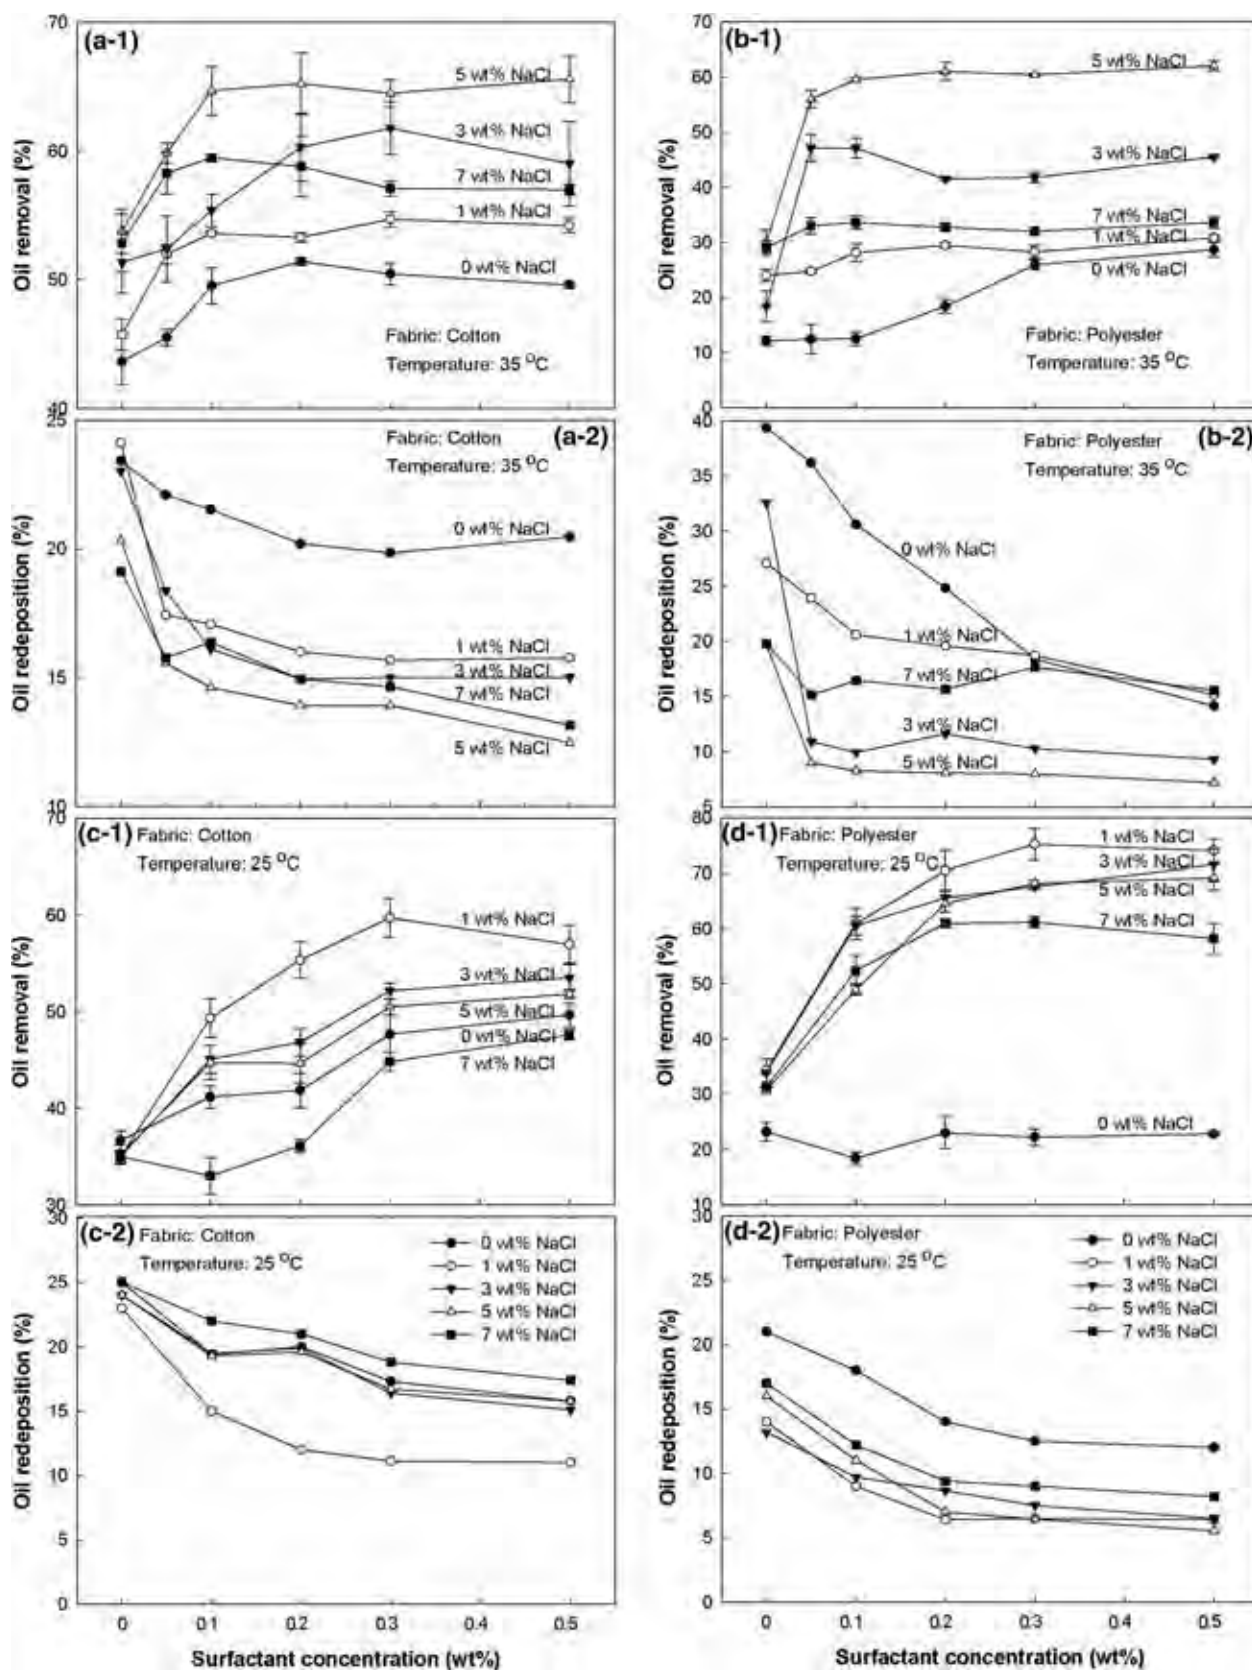 70
(a-1)
5 wt% NaCl
60
3 wt% NaCl
7 wt% NaCl
1 wt% NaCl
50
0 wt% NaCl
Fabric: Cotton
Temperature: 35 °C
40
Oil removal (%)
70
(b-1)
5 wt% NaCl
60
50
3 wt% NaCl
40
7 wt% NaCl
30
1 wt% NaCl
0 wt% NaCl
20
Fabric: Polyester
10
Temperature: 35 °C
0
Oil removal (%)
25
Fabric: Cotton
(a-2)
Temperature: 35 °C
0 wt% NaCl
20
1 wt% NaCl
3 wt% NaCl
15
7 wt% NaCl
5 wt% NaCl
10
Oil redeposition (%)
40
Fabric: Polyester
(b-2)
Temperature: 35 °C
35
30
0 wt% NaCl
25
20
1 wt% NaCl
7 wt% NaCl
15
3 wt% NaCl
10
5 wt% NaCl
5
Oil redeposition (%)
70
(c-1)
Fabric: Cotton
Temperature: 25 °C
60
1 wt% NaCl
3 wt% NaCl
50
5 wt% NaCl
0 wt% NaCl
7 wt% NaCl
40
30
Oil removal (%)
80
(d-1)
Fabric: Polyester
Temperature: 25 °C
1 wt% NaCl
3 wt% NaCl
70
5 wt% NaCl
60
7 wt% NaCl
50
40
30
0 wt% NaCl
20
10
Oil removal (%)
30
(c-2)
Fabric: Cotton
Temperature: 25 °C
0 wt% NaCl
1 wt% NaCl
3 wt% NaCl
5 wt% NaCl
7 wt% NaCl
25
20
15
10
5
0
Oil redeposition (%)
0 0.1 0.2 0.3 0.4 0.5
Surfactant concentration (wt%)
30
(d-2)
Fabric: Polyester
Temperature: 25 °C
0 wt% NaCl
1 wt% NaCl
3 wt% NaCl
5 wt% NaCl
7 wt% NaCl
25
20
15
10
5
0
Oil redeposition (%)
0 0.1 0.2 0.3 0.4 0.5
Surfactant concentration (wt%)